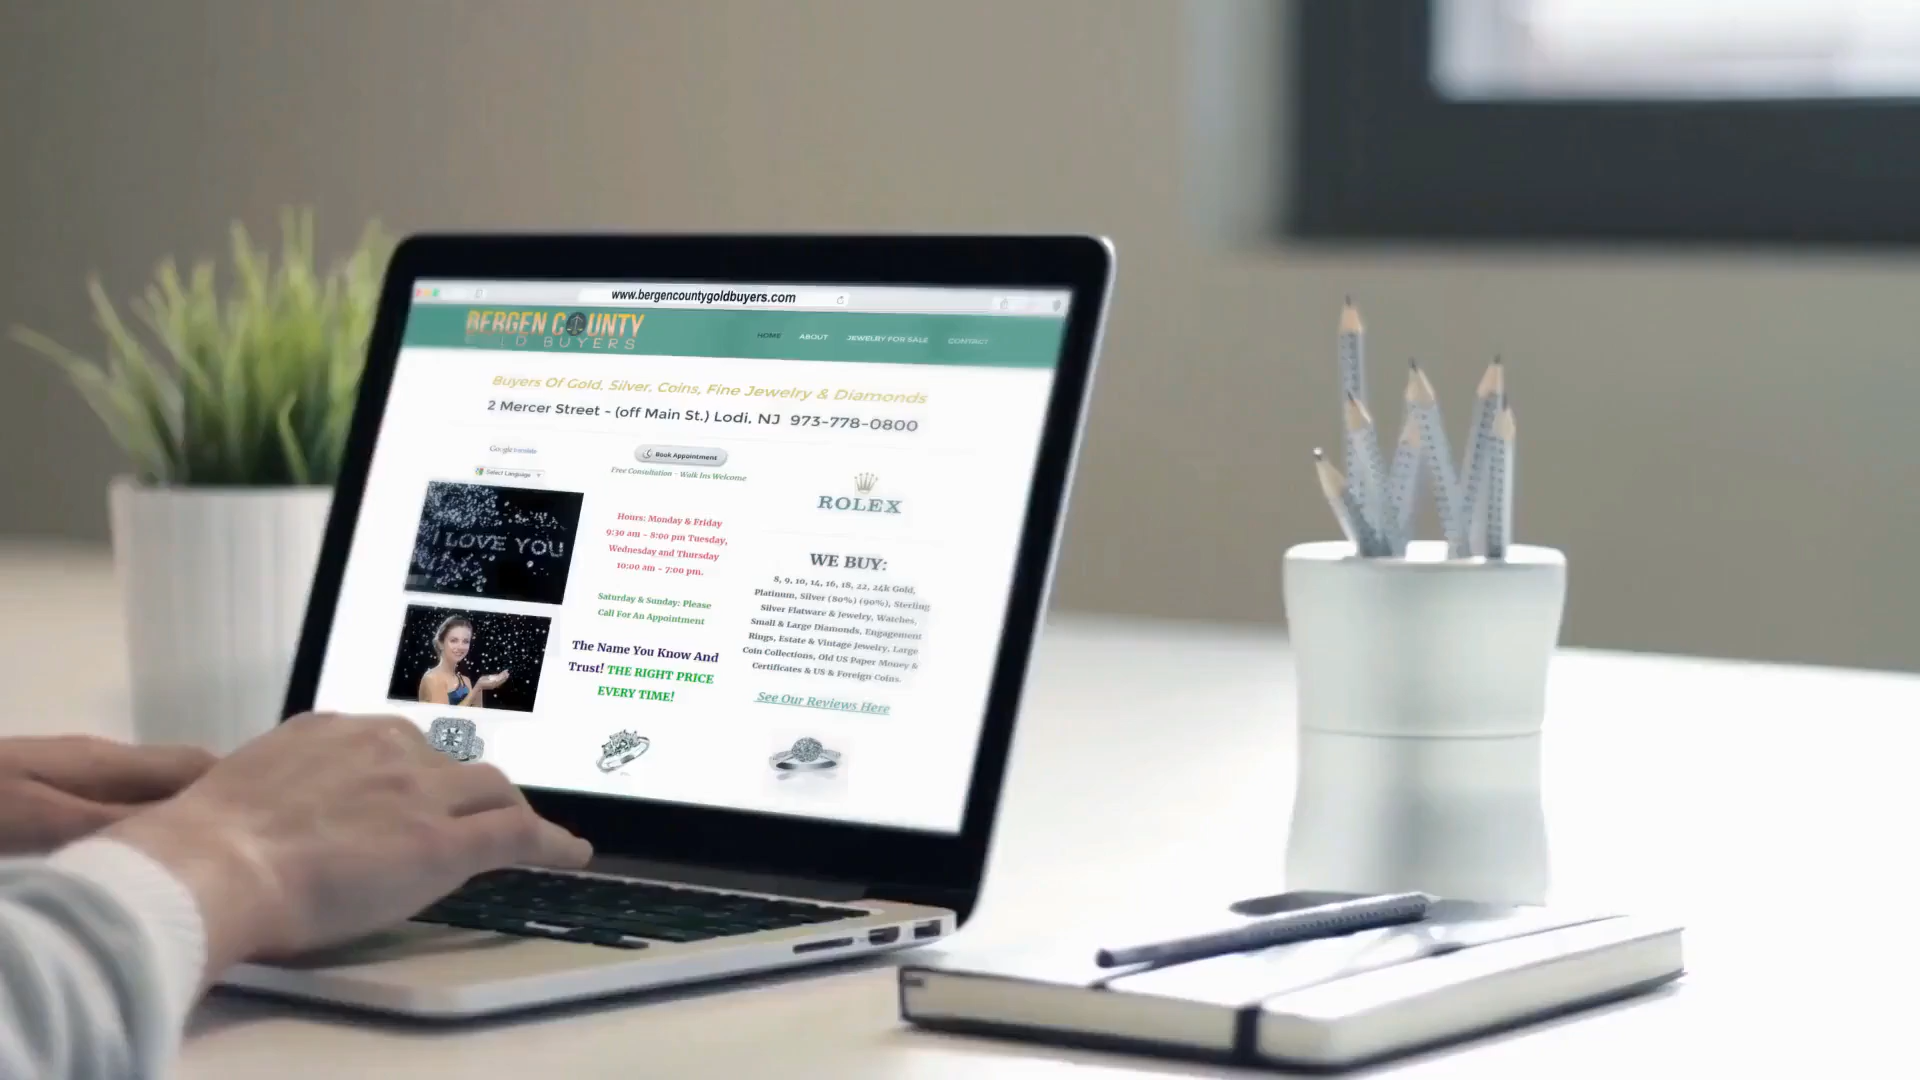 www.bergencountygoldbuyers.com
BERGEN COUNTY
GOLD BUYERS
HOME ABOUT JEWELRY FOR SALE CONTACT
Buyers Of Gold, Silver, Coins, Fine Jewelry & Diamonds
2 Mercer Street - (off Main St.) Lodi, NJ 973-778-0800
Google translate
Select Language
I LOVE YOU
Book Appointment
Free Consultation - Walk Ins Welcome
Hours: Monday & Friday
9:30 am - 8:00 pm Tuesday,
Wednesday and Thursday
10:00 am - 7:00 pm.
Saturday & Sunday: Please
Call For An Appointment
The Name You Know And
Trust! THE RIGHT PRICE
EVERY TIME!
ROLEX
WE BUY:
8, 9, 10, 14, 16, 18, 22, 24k Gold,
Platinum, Silver (80%) (90%), Sterling
Silver Flatware & Jewelry, Watches,
Small & Large Diamonds, Engagement
Rings, Estate & Vintage Jewelry, Large
Coin Collections, Old US Paper Money &
Certificates & US & Foreign Coins.
See Our Reviews Here